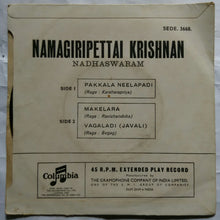 SEDE. 3668.
NAMAGIRIPETTAI KRISHNAN
NADHASWARAM
SIDE 1
PAKKALA NEELAPADI
(Raga : Karaharapriya)
MAKELARA
(Raga : Ravichandrika)
SIDE 2
VAGALADI (JAVALI)
(Raga : Begag)
Columbia
45 R.P.M. EXTENDED PLAY RECORD
THE GRAMOPHONE COMPANY OF INDIA LIMITED